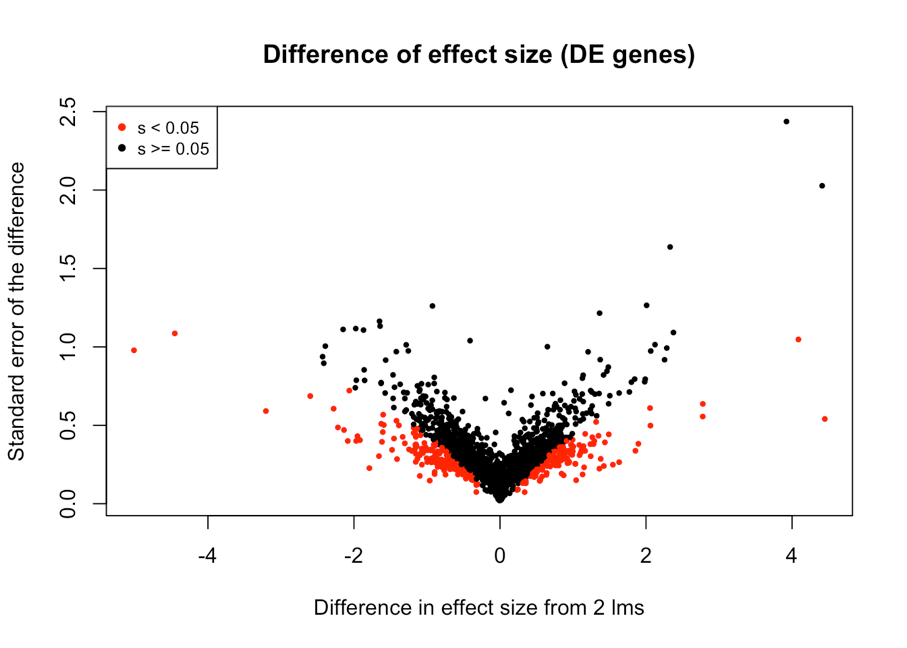 Difference of effect size (DE genes)
s < 0.05
s >= 0.05
Standard error of the difference
2.5
2.0
1.5
1.0
0.5
0.0
-4
-2
0
2
4
Difference in effect size from 2 lms